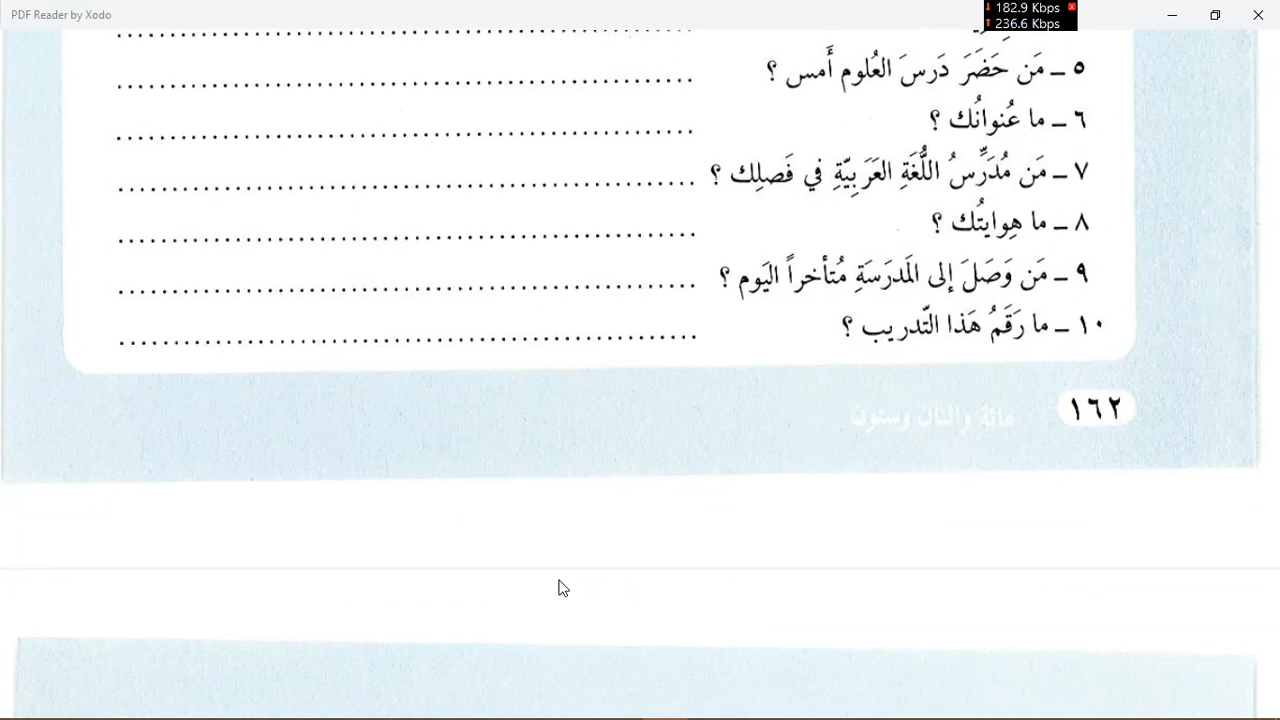 PDF Reader by Xodo
182.9 Kbps
236.6 Kbps
٥ ـ مَن حَضَرَ دَرسَ العُلوم أَمس ؟ ..........................................
٦ ـ ما عُنوانُك ؟ ..........................................
٧ ـ مَن مُدَرِّسُ اللُّغَةِ العَرَبِيّةِ في فَصلِك ؟ ..........................................
٨ ـ ما هِوايتُك ؟ ..........................................
٩ ـ مَن وَصَلَ إلى المَدرَسَةِ مُتأخراً اليَوم ؟ ..........................................
١٠ ـ ما رَقَمُ هَذا التّدريب ؟ ..........................................
١٦٢ مائة واثنان وستون